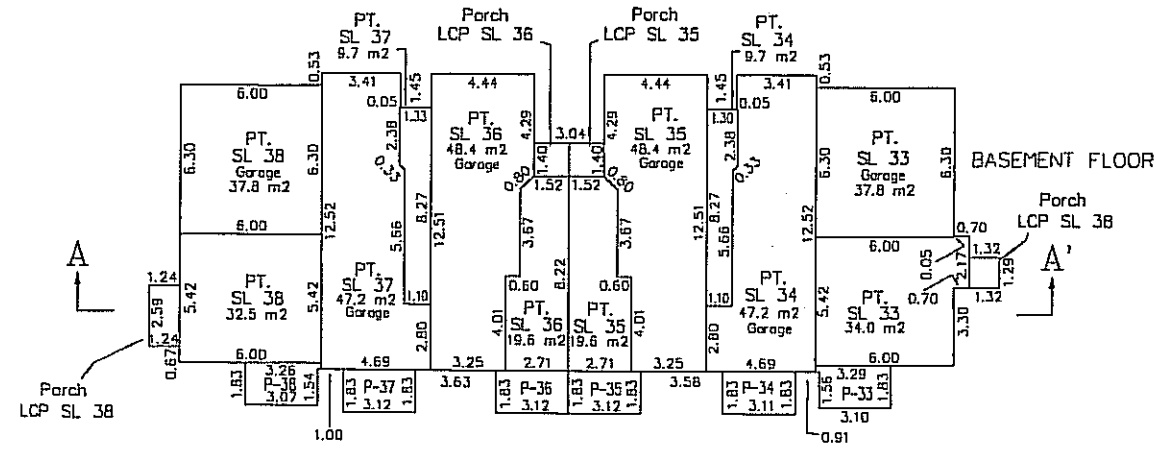 PT.
SL 37
9.7 m2
Porch
LCP SL 36
Porch
LCP SL 35
PT.
SL 34
9.7 m2
0.53
3.41
1.45
4.44
4.44
1.45
3.41
0.53
6.00
0.05
1.33
4.29
3.04
4.29
1.30
0.05
6.00
PT.
SL 38
Garage
37.8 m2
6.30
6.30
2.38
0.33
PT.
SL 36
48.4 m2
Garage
1.40
1.40
PT.
SL 35
48.4 m2
Garage
2.38
0.33
6.30
PT.
SL 33
Garage
37.8 m2
6.30
BASEMENT FLOOR
0.80
1.52
1.52
0.80
12.52
5.66
8.27
12.51
3.67
8.22
3.67
12.51
8.27
5.66
12.52
Porch
LCP SL 38
6.00
6.00
0.70
1.32
0.05
2.17
1.29
A
A'
1.24
2.59
1.24
5.42
PT.
SL 38
32.5 m2
5.42
PT.
SL 37
47.2 m2
Garage
1.10
0.60
0.60
1.10
PT.
SL 34
47.2 m2
Garage
5.42
PT.
SL 33
34.0 m2
0.70
1.32
3.30
2.80
4.01
PT.
SL 36
19.6 m2
PT.
SL 35
19.6 m2
4.01
2.80
0.67
6.00
4.69
3.25
2.71
2.71
3.25
4.69
6.00
Porch
LCP SL 38
1.83
3.26
P-38
3.07
1.54
1.83
P-37
3.12
1.83
3.63
1.83
P-36
3.12
P-35
3.12
1.83
3.58
1.83
P-34
3.11
1.83
1.56
3.29
P-33
3.10
1.83
1.00
0.91